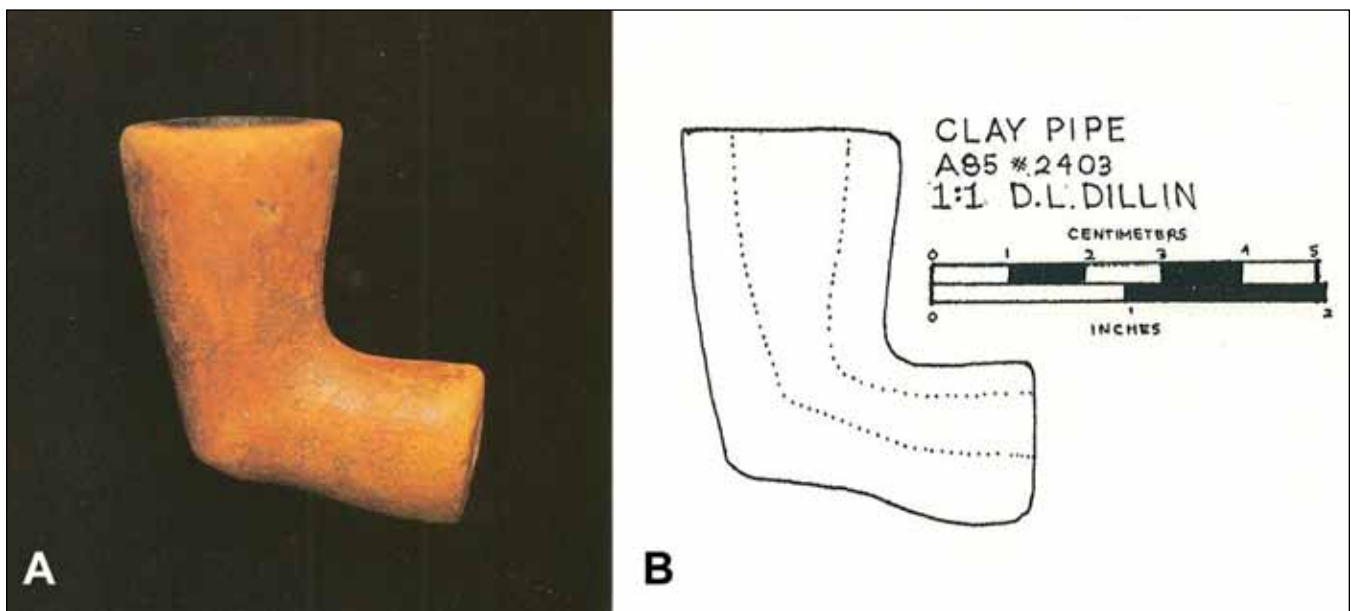 A
B
CLAY PIPE
A85 #2403
1:1 D.L.DILLIN
CENTIMETERS
0 1 2 3 4 5
0 1 2
INCHES